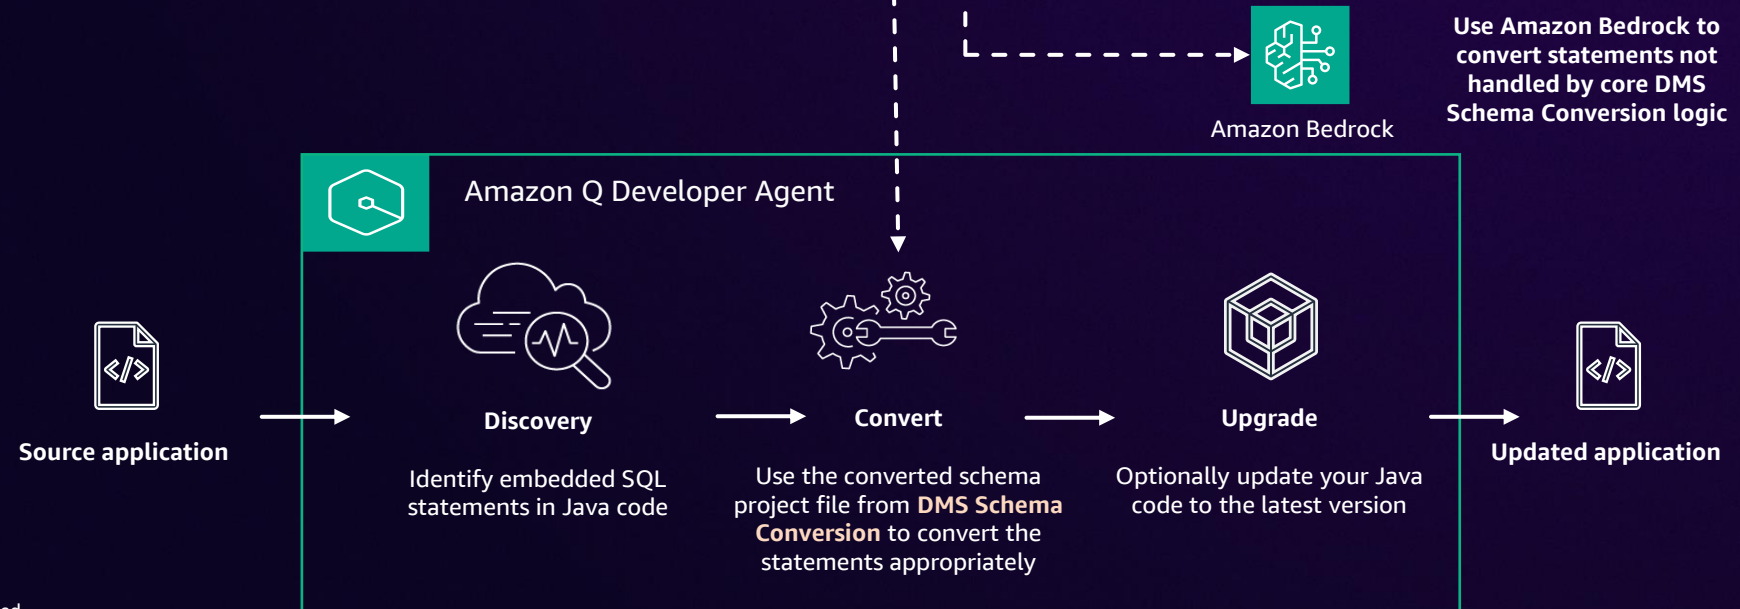 Use Amazon Bedrock to
convert statements not
handled by core DMS
Schema Conversion logic
Amazon Bedrock
Amazon Q Developer Agent
Source application
Discovery
Identify embedded SQL
statements in Java code
Convert
Use the converted schema
project file from DMS Schema
Conversion to convert the
statements appropriately
Upgrade
Optionally update your Java
code to the latest version
Updated application